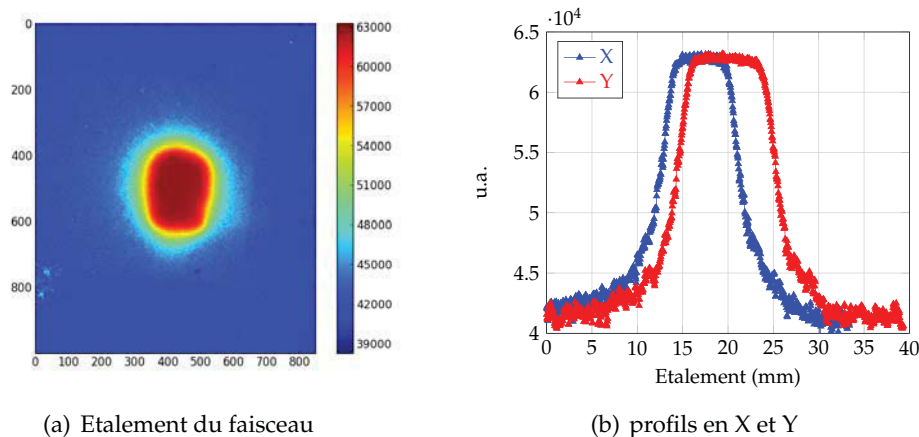 0
200
400
600
800
0 100 200 300 400 500 600 700 800
63000
60000
57000
54000
51000
48000
45000
42000
39000
(a) Etalement du faisceau
·10⁴
6.5
6
5.5
5
4.5
4
u.a.
X
Y
0 5 10 15 20 25 30 35 40
Etalement (mm)
(b) profils en X et Y